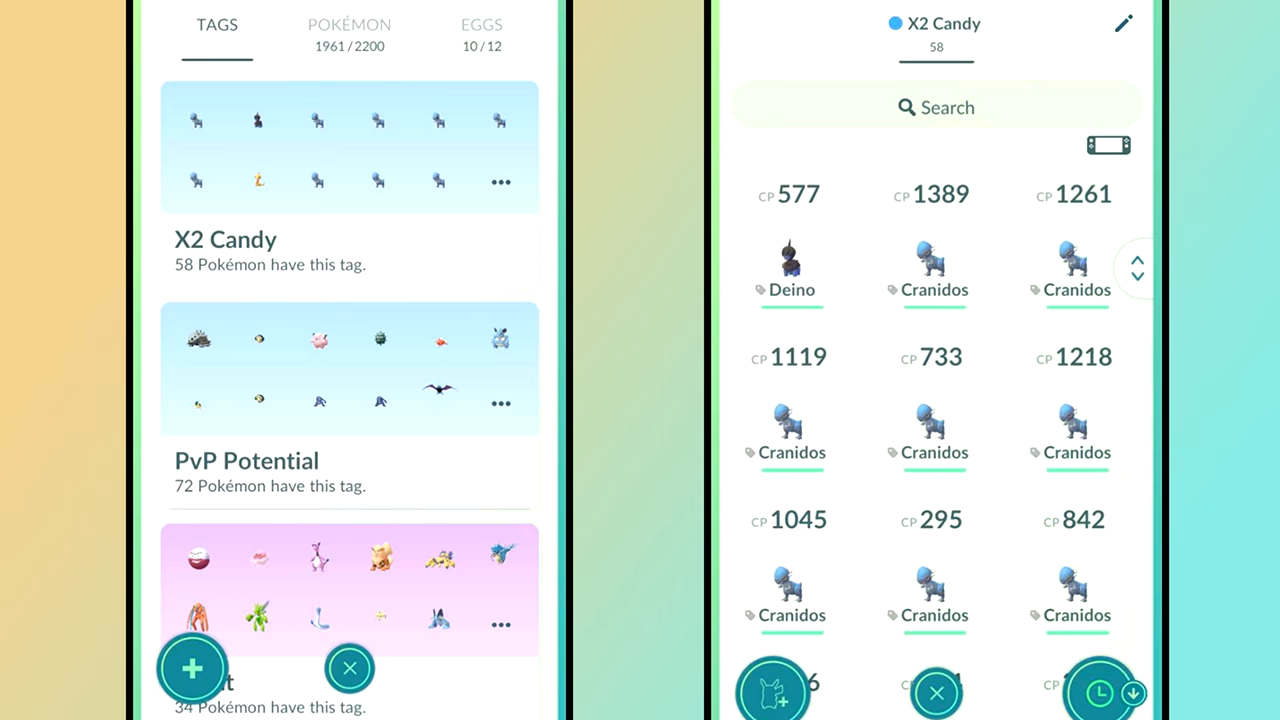 TAGS
POKÉMON
1961 / 2200
EGGS
10 / 12
X2 Candy
58 Pokémon have this tag.
PvP Potential
72 Pokémon have this tag.
34 Pokémon have this tag.
X2 Candy
58
Search
CP 577
CP 1389
CP 1261
Deino
Cranidos
Cranidos
CP 1119
CP 733
CP 1218
Cranidos
Cranidos
Cranidos
CP 1045
CP 295
CP 842
Cranidos
Cranidos
Cranidos
CP